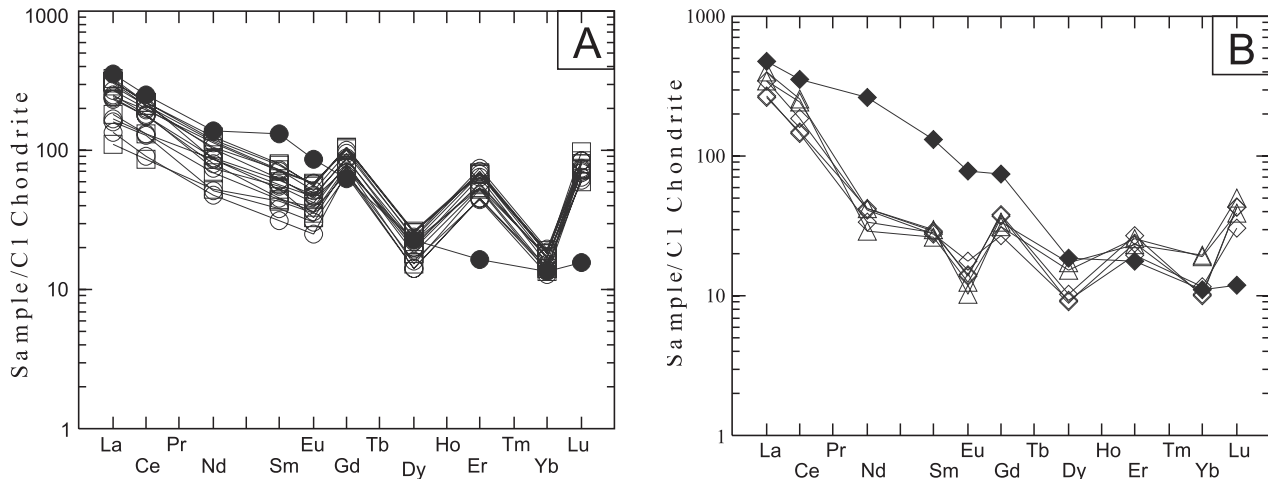 A
1000
100
10
1
Sample/C1 Chondrite
La Pr Eu Tb Ho Tm Lu
Ce Nd Sm Gd Dy Er Yb
B
1000
100
10
1
Sample/C1 Chondrite
La Pr Eu Tb Ho Tm Lu
Ce Nd Sm Gd Dy Er Yb